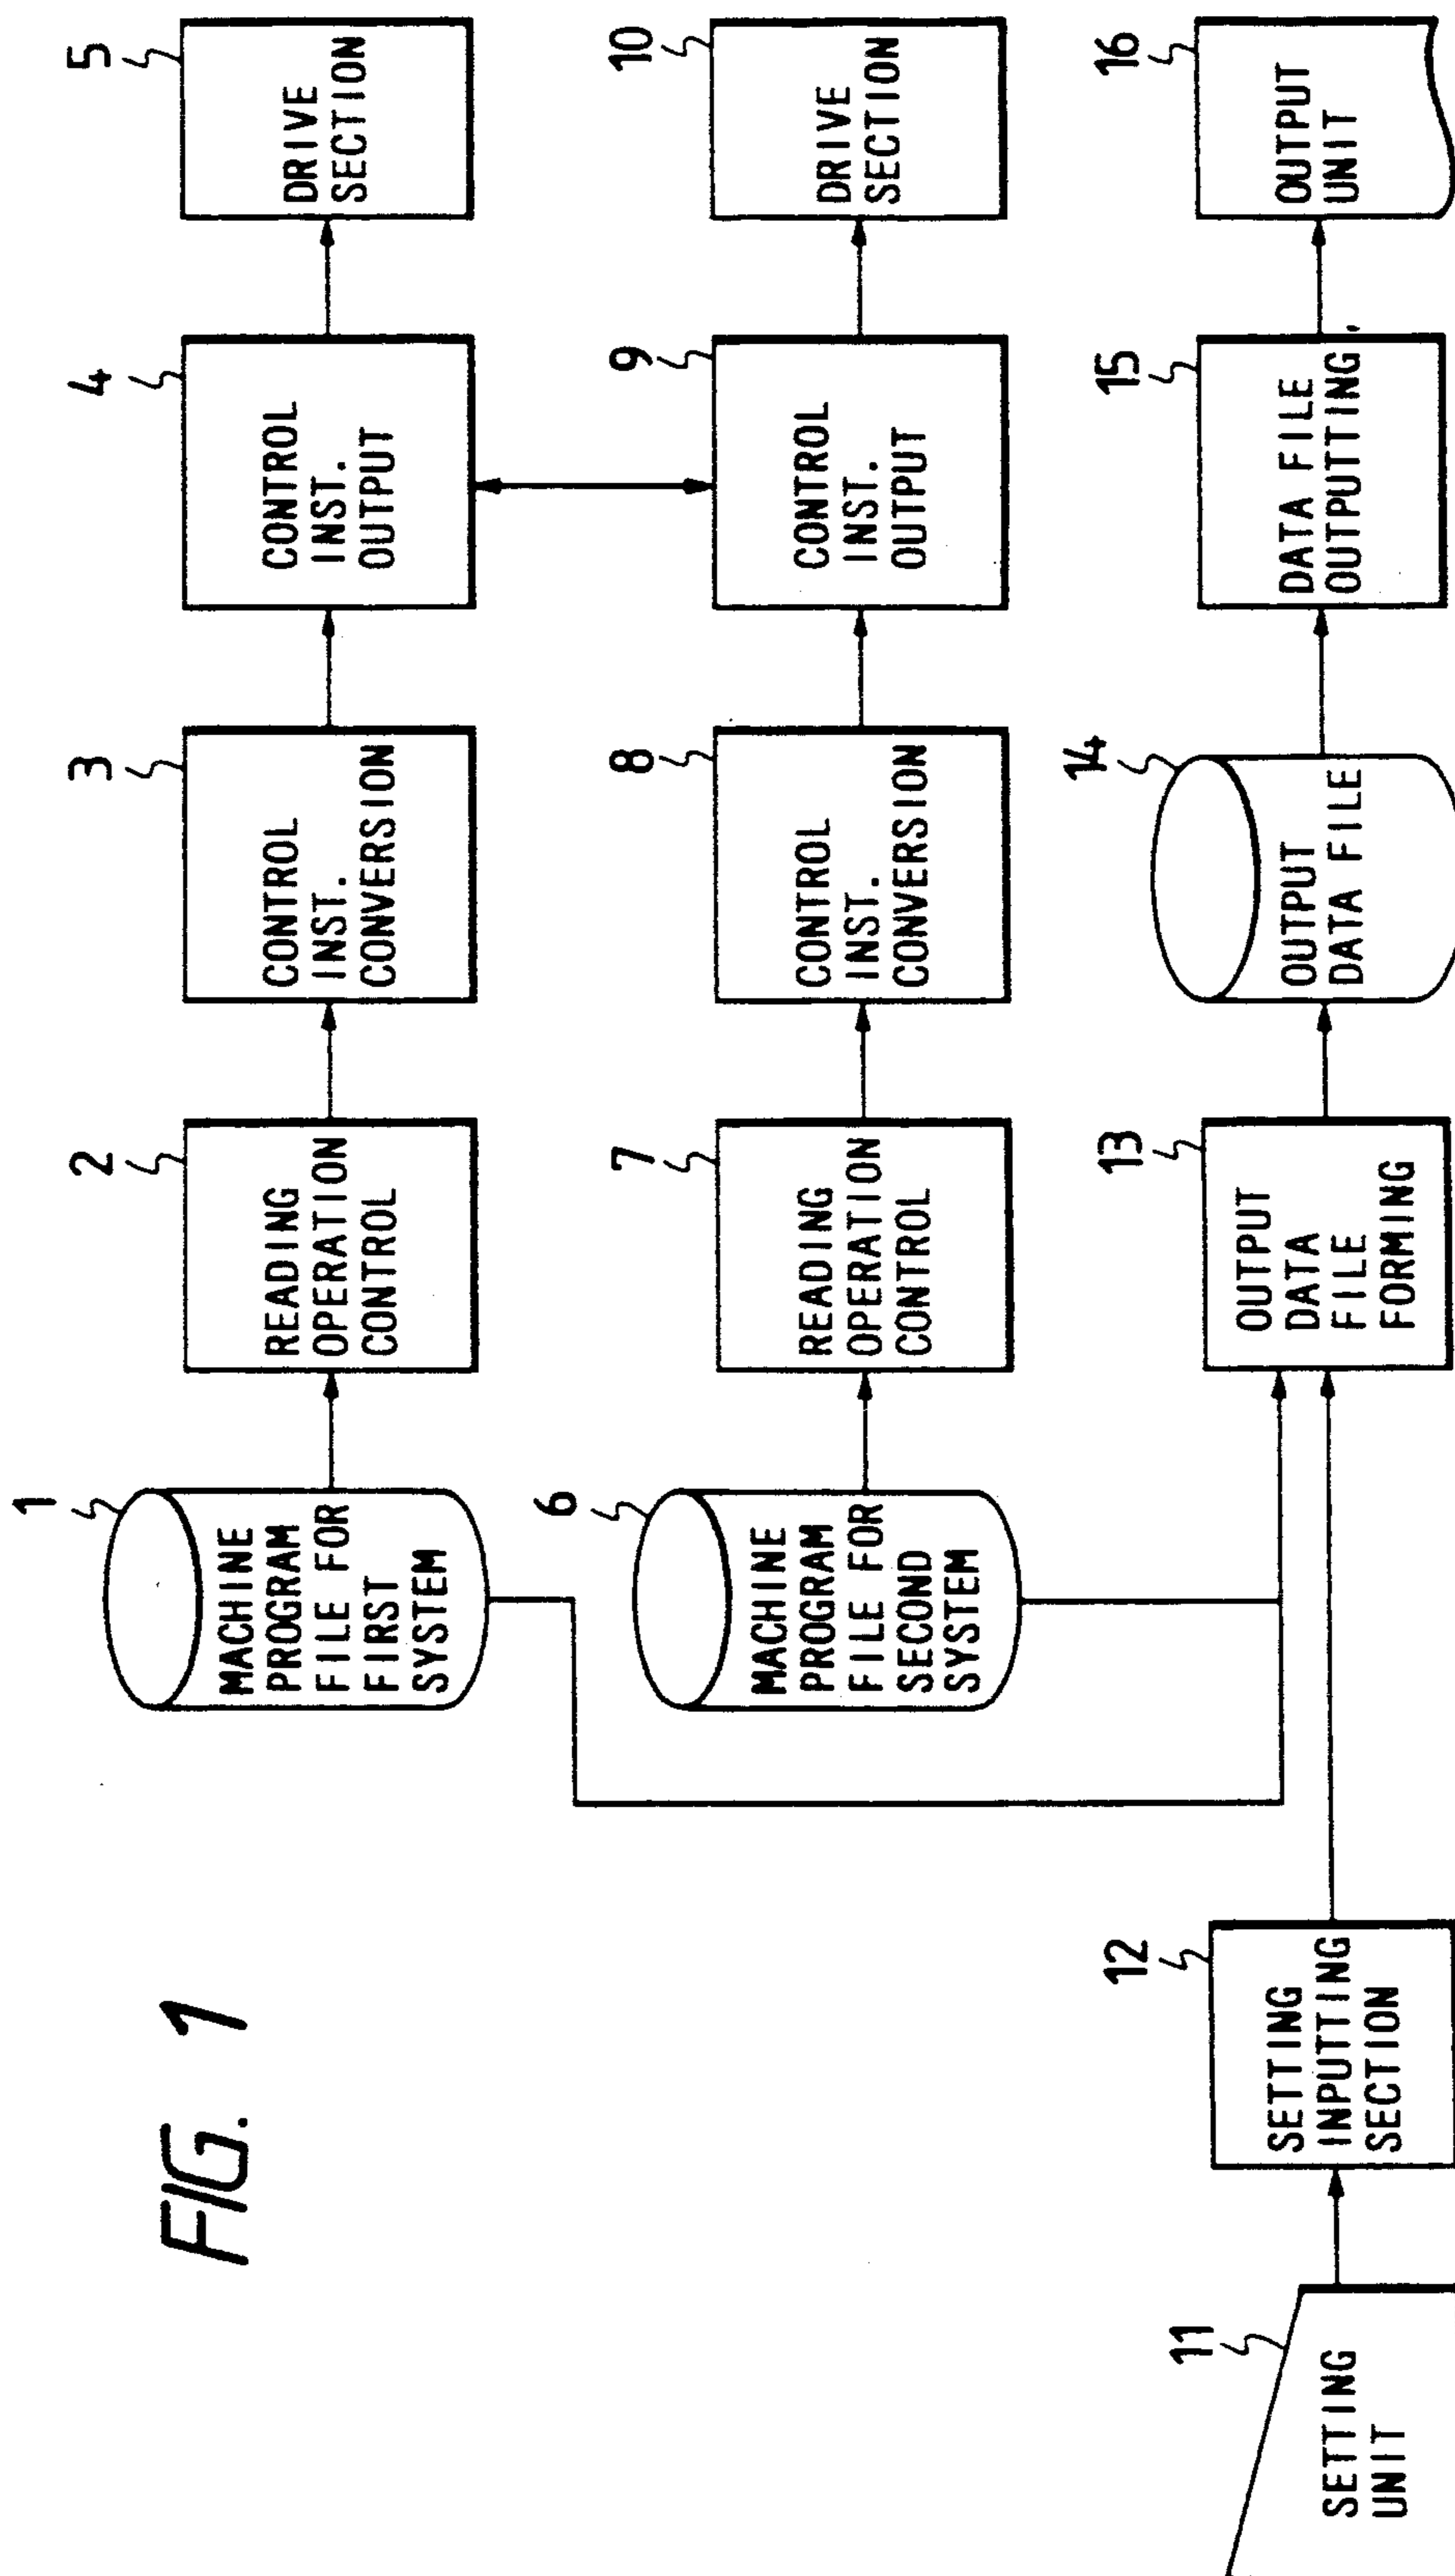 FIG. 1
1
MACHINE
PROGRAM
FILE FOR
FIRST
SYSTEM
2
READING
OPERATION
CONTROL
3
CONTROL
INST.
CONVERSION
4
CONTROL
INST.
OUTPUT
5
DRIVE
SECTION
6
MACHINE
PROGRAM
FILE FOR
SECOND
SYSTEM
7
READING
OPERATION
CONTROL
8
CONTROL
INST.
CONVERSION
9
CONTROL
INST.
OUTPUT
10
DRIVE
SECTION
11
SETTING
UNIT
12
SETTING
INPUTTING
SECTION
13
OUTPUT
DATA
FILE
FORMING
14
OUTPUT
DATA FILE
15
DATA FILE
OUTPUTTING
16
OUTPUT
UNIT